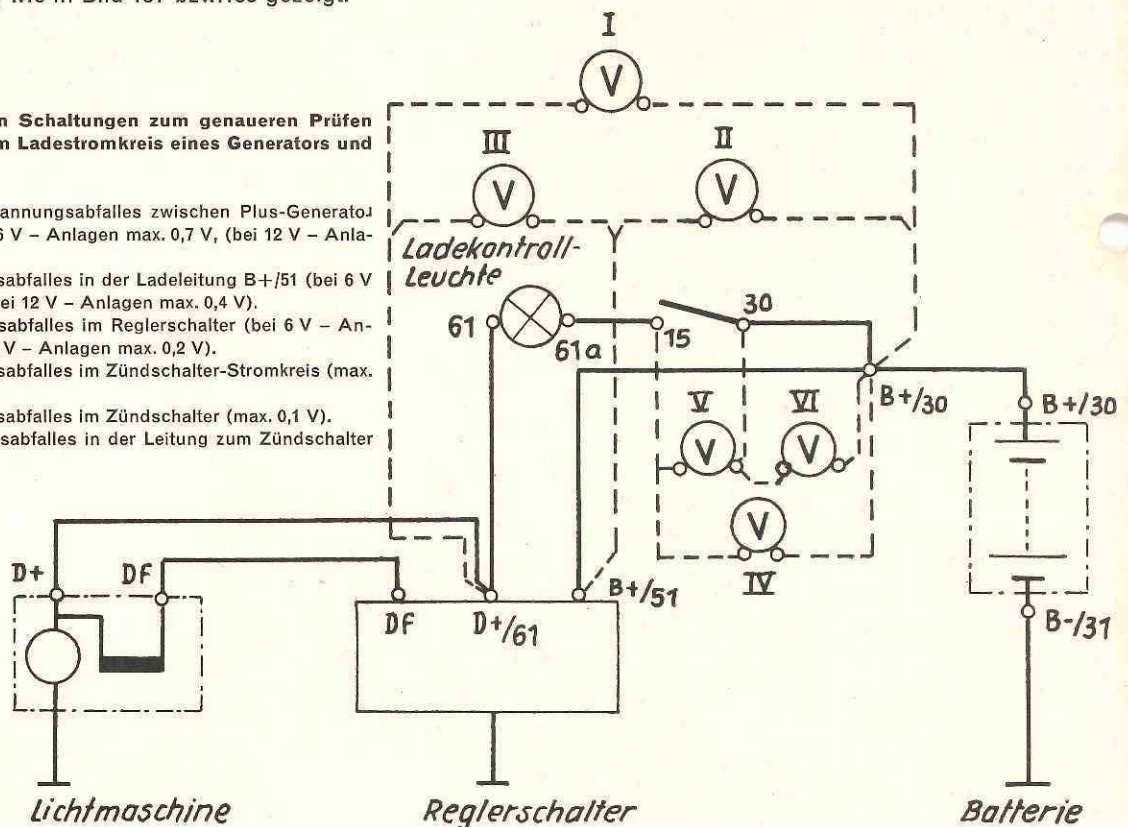 wie in Bild 151 bzw. 153 gezeigt.
n Schaltungen zum genaueren Prüfen
n Ladestromkreis eines Generators und
annungsabfalles zwischen Plus-Generato
6 V – Anlagen max. 0,7 V, (bei 12 V – Anla-
sabfalles in der Ladeleitung B+/51 (bei 6 V
ei 12 V – Anlagen max. 0,4 V).
sabfalles im Reglerschalter (bei 6 V – An-
V – Anlagen max. 0,2 V).
sabfalles im Zündschalter-Stromkreis (max.
sabfalles im Zündschalter (max. 0,1 V).
sabfalles in der Leitung zum Zündschalter
I
V
III
II
V
V
Ladekontroll-
Leuchte
61
61a
15
30
B+/30
B+/30
V
VI
V
V
V
IV
D+
DF
DF
D+/61
B+/51
B-/31
Lichtmaschine
Reglerschalter
Batterie